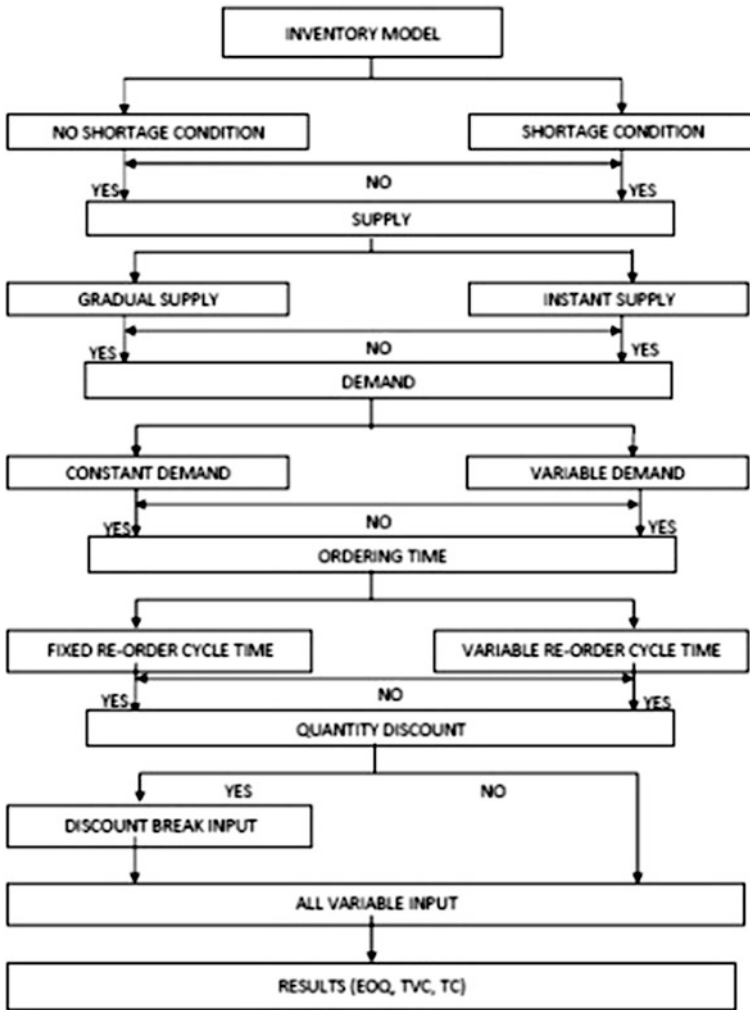 INVENTORY MODEL
NO SHORTAGE CONDITION
SHORTAGE CONDITION
NO
YES
YES
SUPPLY
GRADUAL SUPPLY
INSTANT SUPPLY
NO
YES
YES
DEMAND
CONSTANT DEMAND
VARIABLE DEMAND
NO
YES
YES
ORDERING TIME
FIXED RE-ORDER CYCLE TIME
VARIABLE RE-ORDER CYCLE TIME
NO
YES
YES
QUANTITY DISCOUNT
YES
NO
DISCOUNT BREAK INPUT
ALL VARIABLE INPUT
RESULTS (EOQ, TVC, TC)